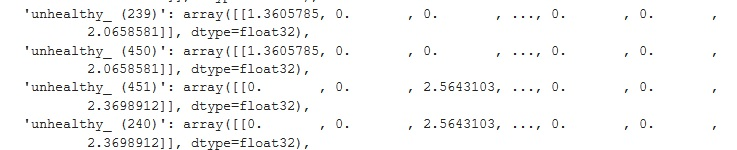 'unhealthy_ (239)': array([[1.3605785, 0.       , 0.       , ..., 0.       , 0.       ,
2.0658581]], dtype=float32),
'unhealthy_ (450)': array([[1.3605785, 0.       , 0.       , ..., 0.       , 0.       ,
2.0658581]], dtype=float32),
'unhealthy_ (451)': array([[0.       , 0.       , 2.5643103, ..., 0.       , 0.       ,
2.3698912]], dtype=float32),
'unhealthy_ (240)': array([[0.       , 0.       , 2.5643103, ..., 0.       , 0.       ,
2.3698912]], dtype=float32),